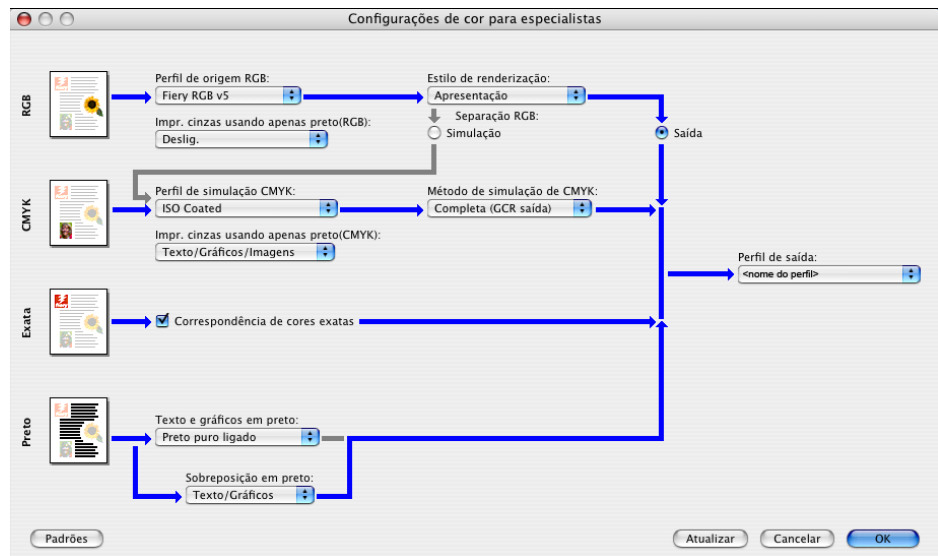 Configurações de cor para especialistas
RGB
Perfil de origem RGB:
Fiery RGB v5
Estilo de renderização:
Apresentação
Impr. cinzas usando apenas preto(RGB):
Deslig.
Separação RGB:
Simulação
Saída
CMYK
Perfil de simulação CMYK:
ISO Coated
Método de simulação de CMYK:
Completa (GCR saída)
Impr. cinzas usando apenas preto(CMYK):
Texto/Gráficos/Imagens
Perfil de saída:
<nome do perfil>
Exata
Correspondência de cores exatas
Preto
Texto e gráficos em preto:
Preto puro ligado
Sobreposição em preto:
Texto/Gráficos
Padrões
Atualizar
Cancelar
OK